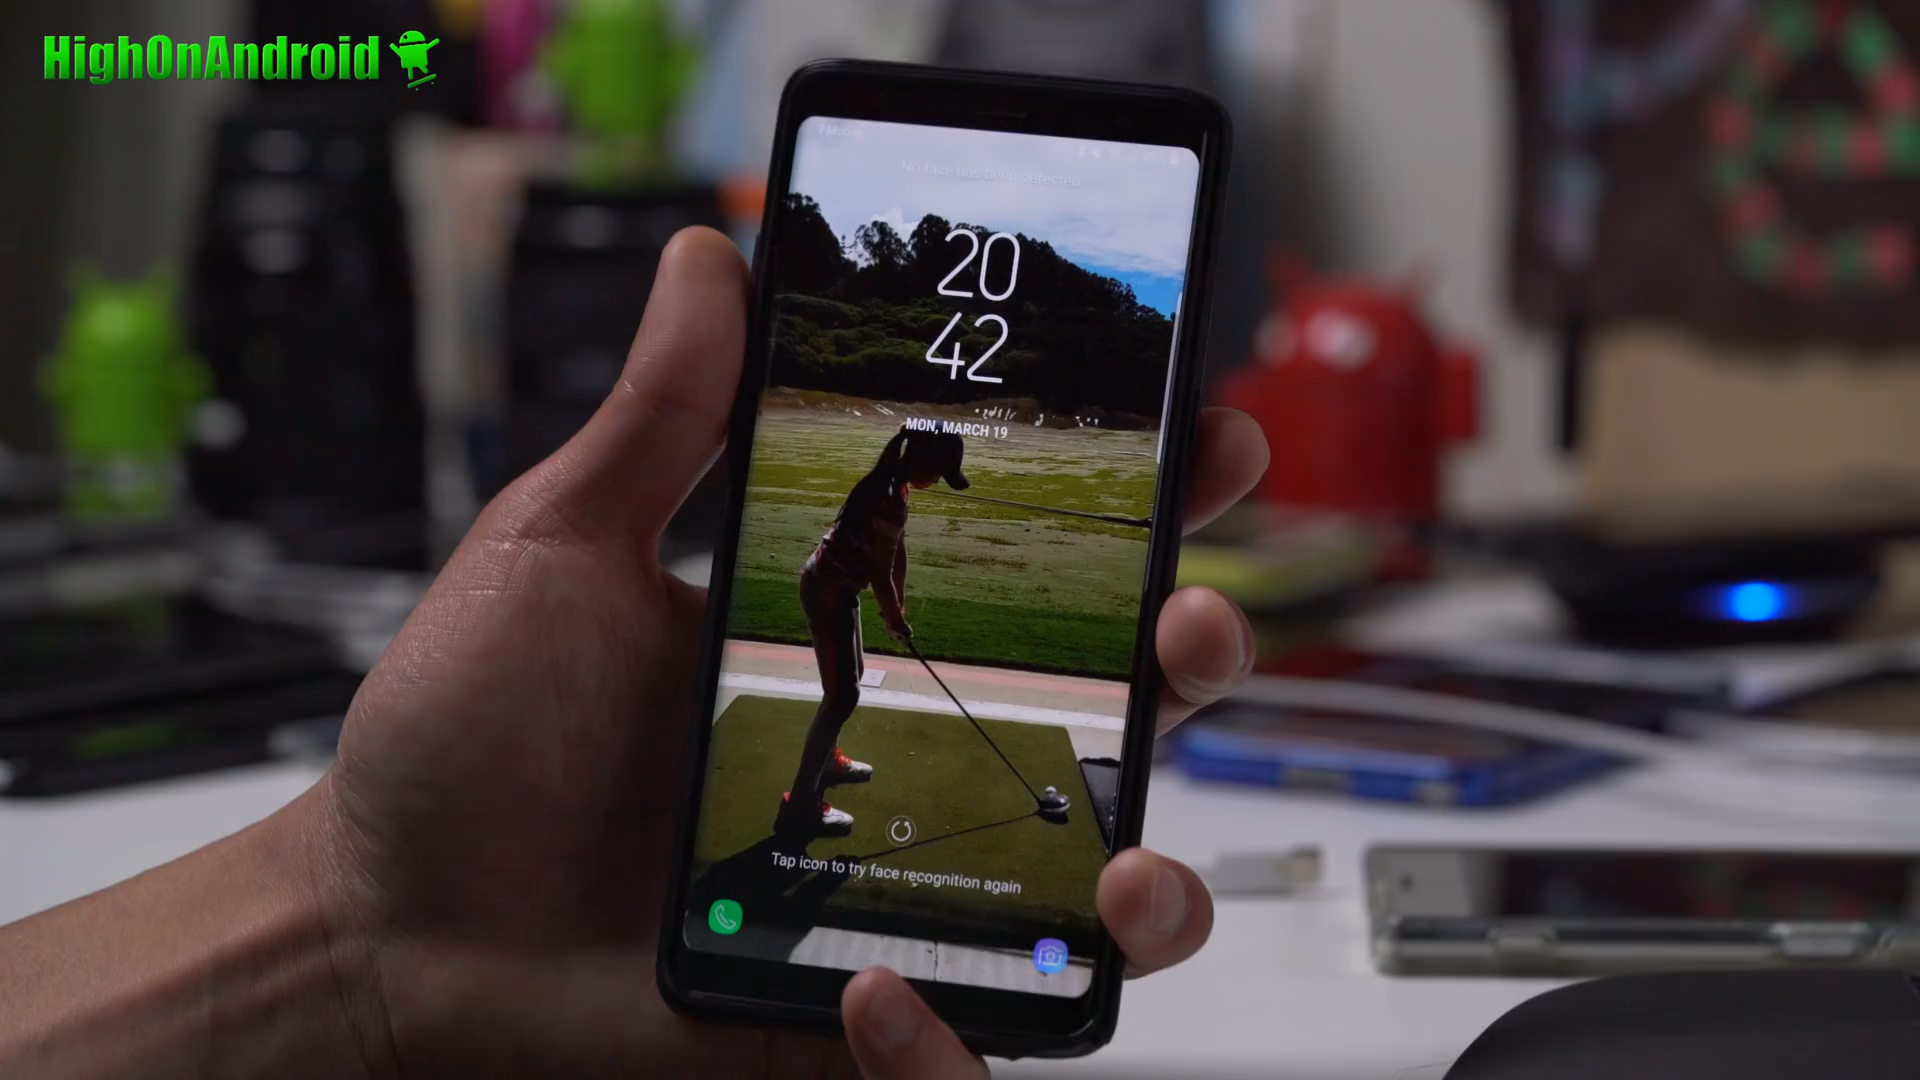 HighOnAndroid
T-Mobile
No face has been detected.
20
42
MON, MARCH 19
Tap icon to try face recognition again